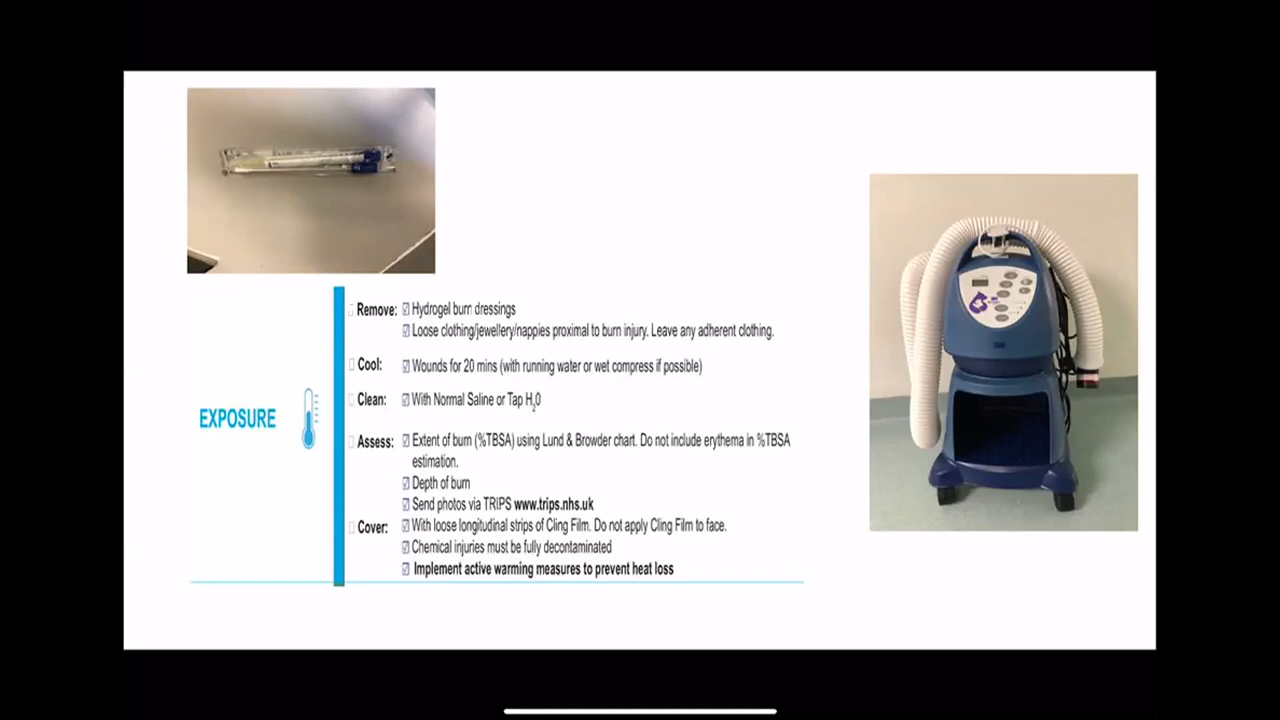 Remove: ☑ Hydrogel burn dressings
☑ Loose clothing/jewellery/nappies proximal to burn injury. Leave any adherent clothing.
Cool: ☑ Wounds for 20 mins (with running water or wet compress if possible)
Clean: ☑ With Normal Saline or Tap H₂0
EXPOSURE
Assess: ☑ Extent of burn (%TBSA) using Lund & Browder chart. Do not include erythema in %TBSA
estimation.
☑ Depth of burn
☑ Send photos via TRIPS www.trips.nhs.uk
Cover: ☑ With loose longitudinal strips of Cling Film. Do not apply Cling Film to face.
☑ Chemical injuries must be fully decontaminated
☑ Implement active warming measures to prevent heat loss